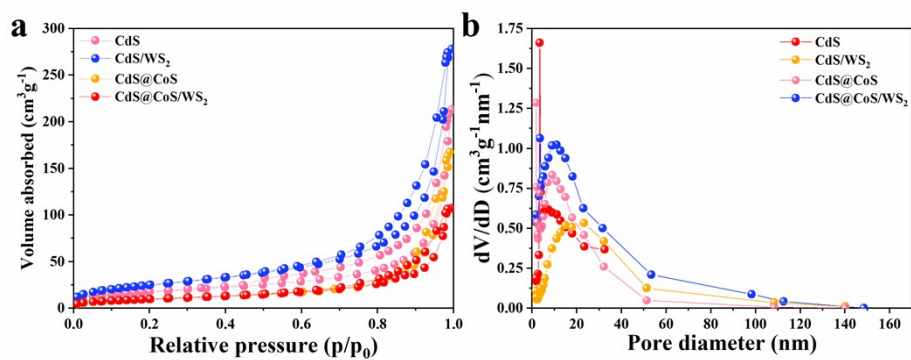 a
CdS
CdS/WS₂
CdS@CoS
CdS@CoS/WS₂
Volume absorbed (cm³g⁻¹)
300
250
200
150
100
50
0
0.0 0.2 0.4 0.6 0.8 1.0
Relative pressure (p/p₀)
b
CdS
CdS/WS₂
CdS@CoS
CdS@CoS/WS₂
dV/dD (cm³g⁻¹nm⁻¹)
1.75
1.50
1.25
1.00
0.75
0.50
0.25
0.00
0 20 40 60 80 100 120 140 160
Pore diameter (nm)